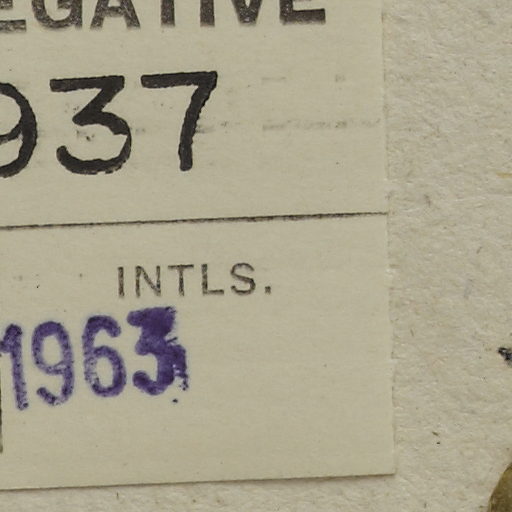 EGATIVE
937
INTLS.
1963